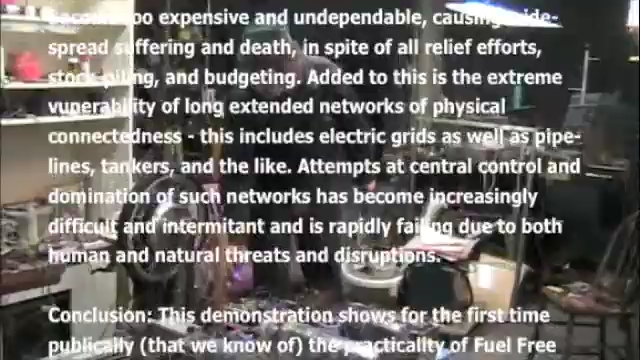 become too expensive and undependable, causing wide-
spread suffering and death, in spite of all relief efforts,
stock-piling, and budgeting. Added to this is the extreme
vunerability of long extended networks of physical
connectedness - this includes electric grids as well as pipe-
lines, tankers, and the like. Attempts at central control and
domination of such networks has become increasingly
difficult and intermitant and is rapidly failing due to both
human and natural threats and disruptions.
Conclusion: This demonstration shows for the first time
publically (that we know of) the practicality of Fuel Free